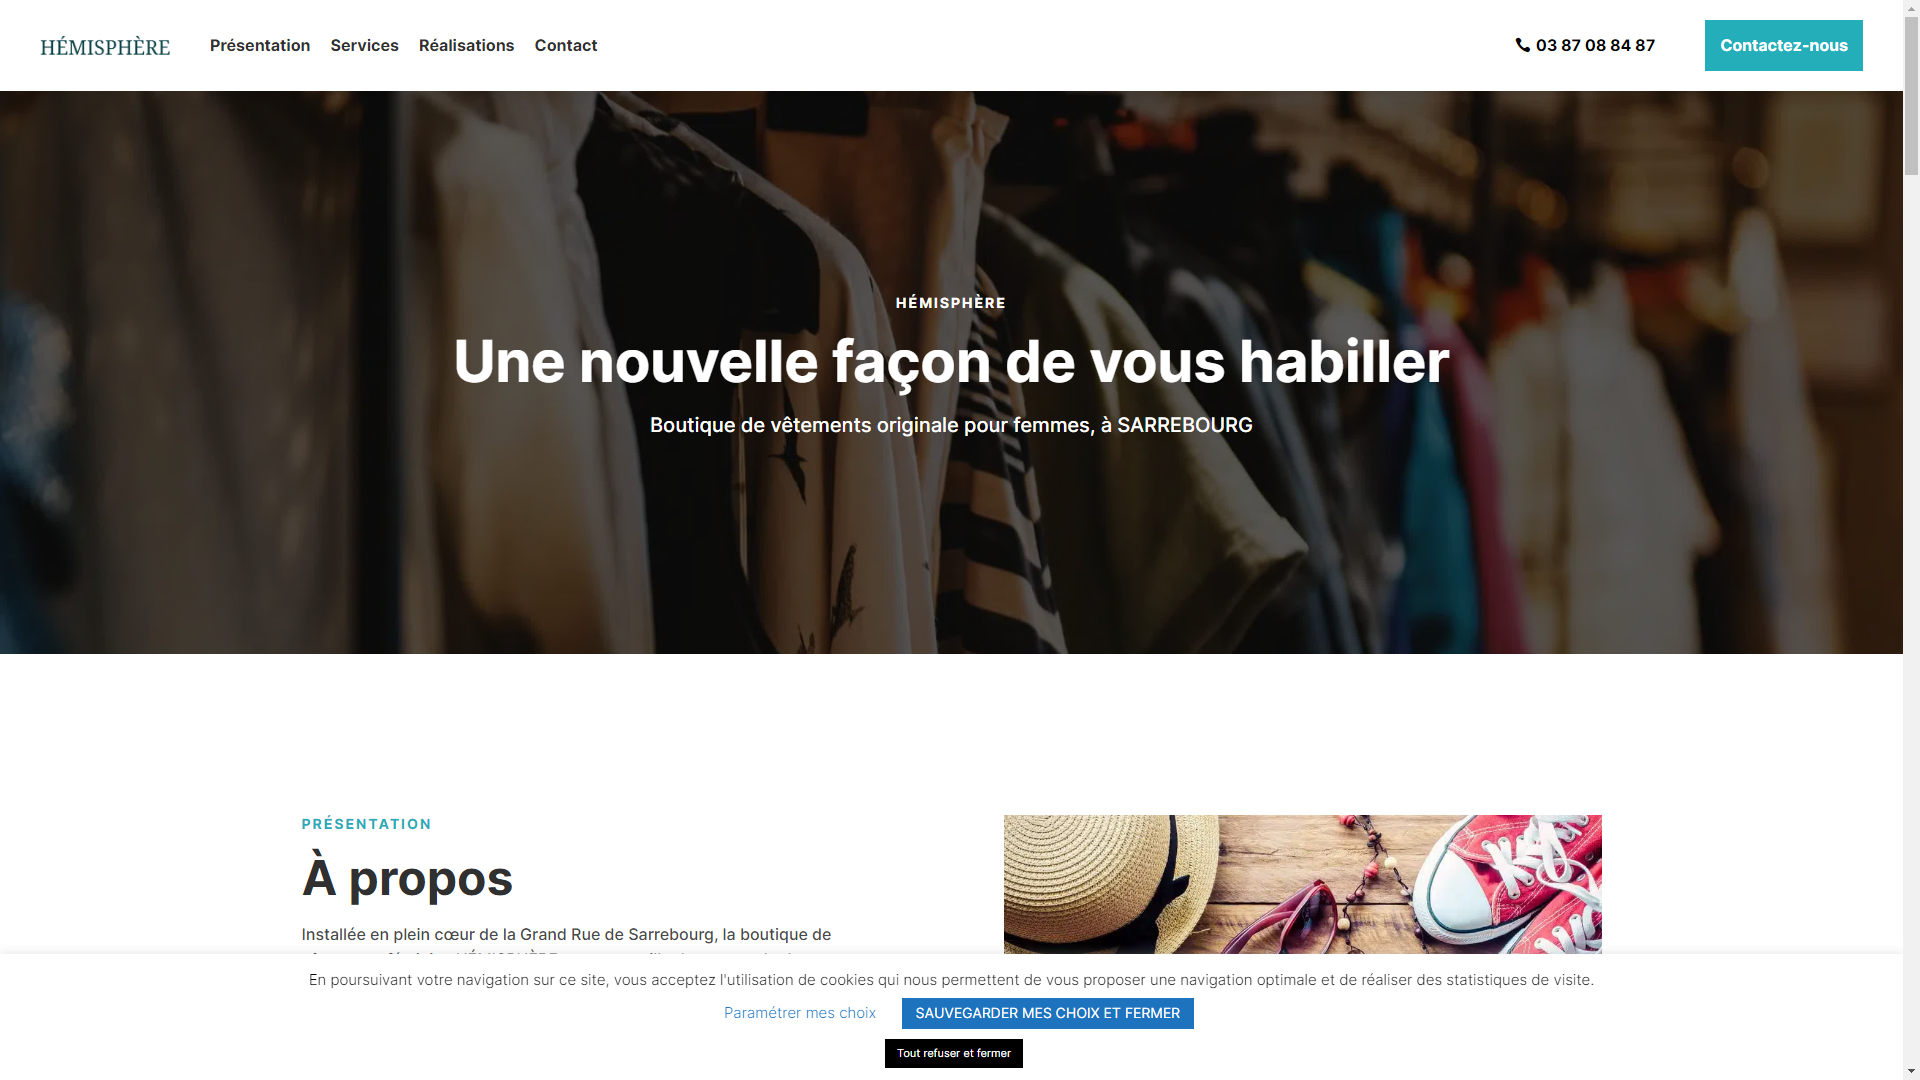 HÉMISPHÈRE
Présentation
Services
Réalisations
Contact
03 87 08 84 87
Contactez-nous
HÉMISPHÈRE
Une nouvelle façon de vous habiller
Boutique de vêtements originale pour femmes, à SARREBOURG
PRÉSENTATION
À propos
Installée en plein cœur de la Grand Rue de Sarrebourg, la boutique de
En poursuivant votre navigation sur ce site, vous acceptez l'utilisation de cookies qui nous permettent de vous proposer une navigation optimale et de réaliser des statistiques de visite.
Paramétrer mes choix
SAUVEGARDER MES CHOIX ET FERMER
Tout refuser et fermer